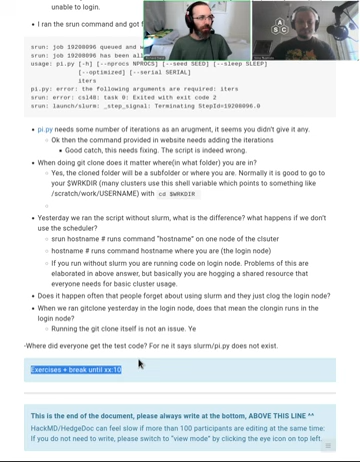 unable to login.
• I ran the srun command and got
srun: job 19208096 queued and w
srun: job 19208096 has been al
usage: pi.py [-h] [--nprocs NPROCS] [--seed SEED] [--sleep SLEEP]
[--optimized] [--serial SERIAL]
iters
pi.py: error: the following arguments are required: iters
srun: error: csl48: task 0: Exited with exit code 2
srun: launch/slurm: _step_signal: Terminating StepId=19208096.0
• pi.py needs some number of iterations as an arugment, it seems you didn't give it any.
◦ Ok then the command provided in website needs adding the iterations
▪ Good catch, this needs fixing. The script is indeed wrong.
• When doing git clone does it matter where(in what folder) you are in?
◦ Yes, the cloned folder will be a subfolder or where you are. Normally it is good to go to
your $WRKDIR (many clusters use this shell variable which points to something like
/scratch/work/USERNAME) with cd $WRKDIR
◦
• Yesterday we ran the script without slurm, what is the difference? what happens if we don't
use the scheduler?
◦ srun hostname # runs command "hostname" on one node of the clsuter
◦ hostname # runs command hostname where you are (the login node)
◦ If you run without slurm you are running code on login node. Problems of this are
elaborated in above answer, but basically you are hogging a shared resource that
everyone needs for basic cluster usage.
• Does it happen often that people forget about using slurm and they just clog the login node?
• When we ran gitclone yesterday in the login node, does that mean the clongin runs in the
login node?
◦ Running the git clone itself is not an issue. Ye
-Where did everyone get the test code? For ne it says slurm/pi.py does not exist.
Exercises + break until xx:10
This is the end of the document, please always write at the bottom, ABOVE THIS LINE ^^
HackMD/HedgeDoc can feel slow if more than 100 participants are editing at the same time:
If you do not need to write, please switch to "view mode" by clicking the eye icon on top left.